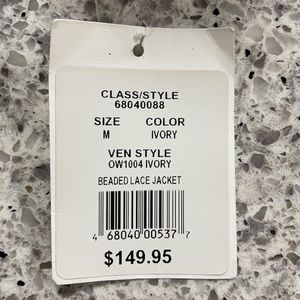 CLASS/STYLE
68040088
SIZE COLOR
M IVORY
VEN STYLE
OW1004 IVORY
BEADED LACE JACKET
4 68040 00537 7
$149.95